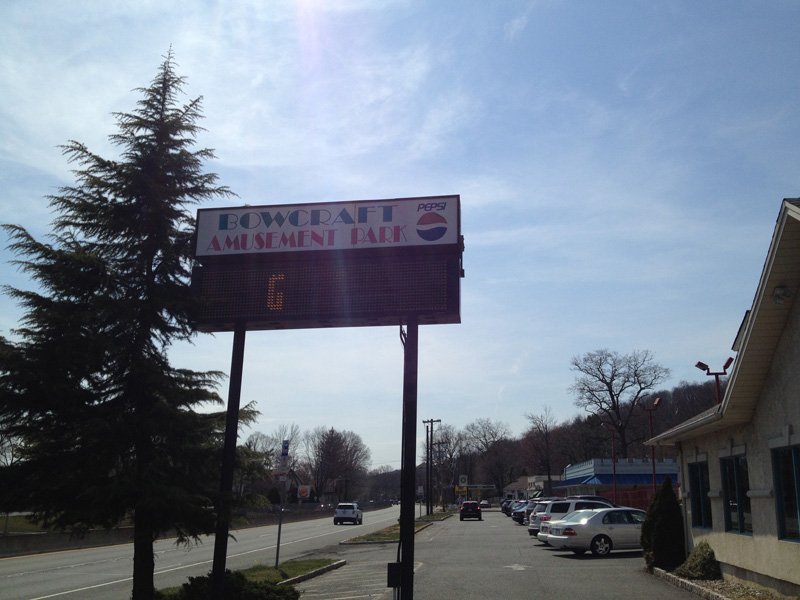 BOWCRAFT
AMUSEMENT PARK
PEPSI
G